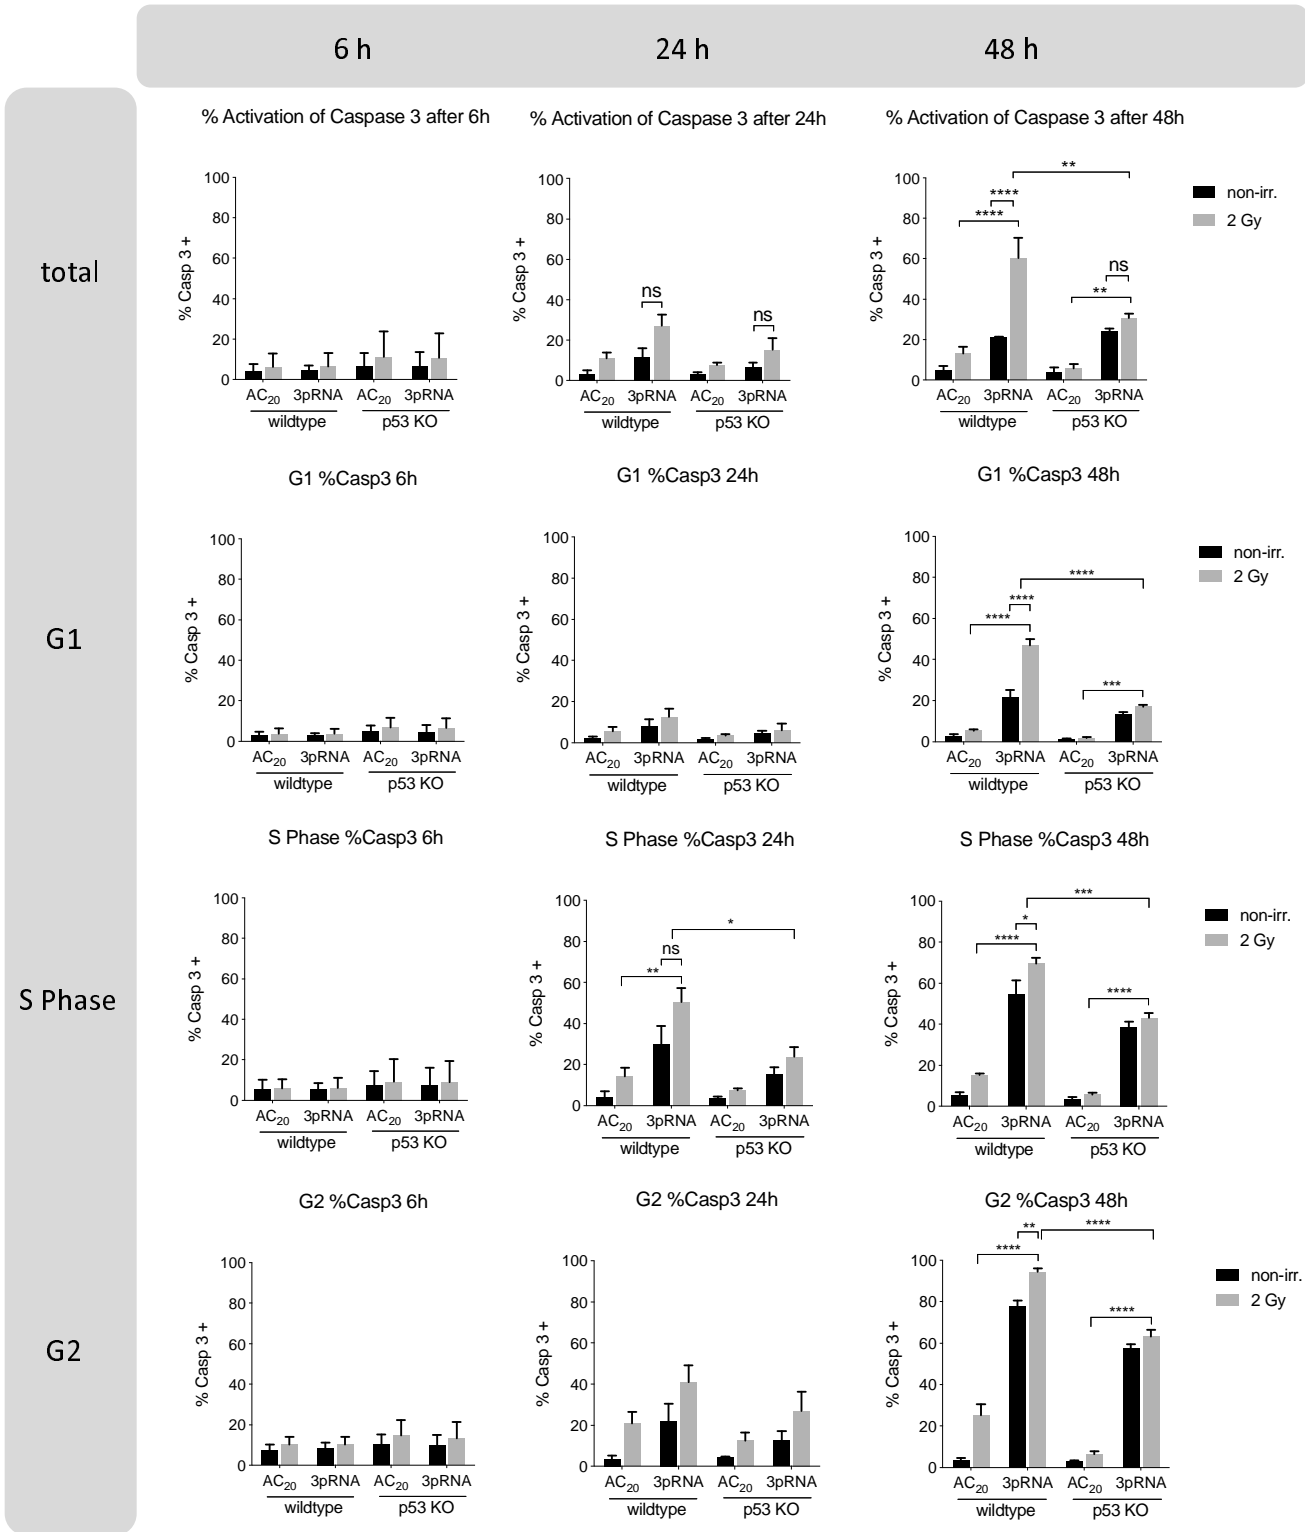 6 h 24 h 48 h
total
% Activation of Caspase 3 after 6h
% Casp 3 +
100
80
60
40
20
0
AC20 3pRNA AC20 3pRNA
wildtype p53 KO
% Activation of Caspase 3 after 24h
% Casp 3 +
100
80
60
40
20
0
ns
ns
AC20 3pRNA AC20 3pRNA
wildtype p53 KO
% Activation of Caspase 3 after 48h
% Casp 3 +
100
80
60
40
20
0
**
****
****
ns
**
AC20 3pRNA AC20 3pRNA
wildtype p53 KO
non-irr.
2 Gy
G1
G1 %Casp3 6h
% Casp 3 +
100
80
60
40
20
0
AC20 3pRNA AC20 3pRNA
wildtype p53 KO
G1 %Casp3 24h
% Casp 3 +
100
80
60
40
20
0
AC20 3pRNA AC20 3pRNA
wildtype p53 KO
G1 %Casp3 48h
% Casp 3 +
100
80
60
40
20
0
****
****
****
***
AC20 3pRNA AC20 3pRNA
wildtype p53 KO
non-irr.
2 Gy
S Phase
S Phase %Casp3 6h
% Casp 3 +
100
80
60
40
20
0
AC20 3pRNA AC20 3pRNA
wildtype p53 KO
S Phase %Casp3 24h
% Casp 3 +
100
80
60
40
20
0
*
ns
**
AC20 3pRNA AC20 3pRNA
wildtype p53 KO
S Phase %Casp3 48h
% Casp 3 +
100
80
60
40
20
0
***
*
****
****
AC20 3pRNA AC20 3pRNA
wildtype p53 KO
non-irr.
2 Gy
G2
G2 %Casp3 6h
% Casp 3 +
100
80
60
40
20
0
AC20 3pRNA AC20 3pRNA
wildtype p53 KO
G2 %Casp3 24h
% Casp 3 +
100
80
60
40
20
0
AC20 3pRNA AC20 3pRNA
wildtype p53 KO
G2 %Casp3 48h
% Casp 3 +
100
80
60
40
20
0
** ****
****
****
AC20 3pRNA AC20 3pRNA
wildtype p53 KO
non-irr.
2 Gy